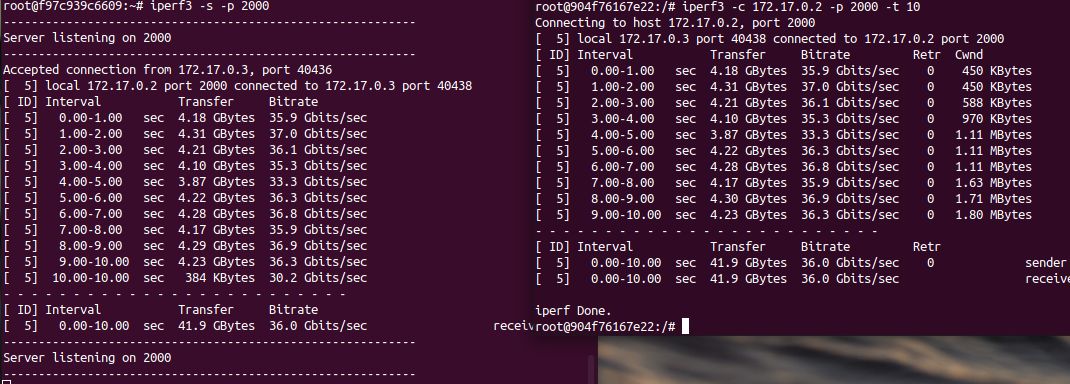 root@f97c939c6609:~# iperf3 -s -p 2000
-----------------------------------------------------------
Server listening on 2000
-----------------------------------------------------------
Accepted connection from 172.17.0.3, port 40436
[  5] local 172.17.0.2 port 2000 connected to 172.17.0.3 port 40438
[ ID] Interval           Transfer     Bitrate
[  5]   0.00-1.00   sec  4.18 GBytes  35.9 Gbits/sec
[  5]   1.00-2.00   sec  4.31 GBytes  37.0 Gbits/sec
[  5]   2.00-3.00   sec  4.21 GBytes  36.1 Gbits/sec
[  5]   3.00-4.00   sec  4.10 GBytes  35.3 Gbits/sec
[  5]   4.00-5.00   sec  3.87 GBytes  33.3 Gbits/sec
[  5]   5.00-6.00   sec  4.22 GBytes  36.3 Gbits/sec
[  5]   6.00-7.00   sec  4.28 GBytes  36.8 Gbits/sec
[  5]   7.00-8.00   sec  4.17 GBytes  35.9 Gbits/sec
[  5]   8.00-9.00   sec  4.29 GBytes  36.9 Gbits/sec
[  5]   9.00-10.00  sec  4.23 GBytes  36.3 Gbits/sec
[  5]  10.00-10.00  sec   384 KBytes  30.2 Gbits/sec
- - - - - - - - - - - - - - - - - - - - - - - - -
[ ID] Interval           Transfer     Bitrate
[  5]   0.00-10.00  sec  41.9 GBytes  36.0 Gbits/sec                  receiv
-----------------------------------------------------------
Server listening on 2000
-----------------------------------------------------------
root@904f76167e22:/# iperf3 -c 172.17.0.2 -p 2000 -t 10
Connecting to host 172.17.0.2, port 2000
[  5] local 172.17.0.3 port 40438 connected to 172.17.0.2 port 2000
[ ID] Interval           Transfer     Bitrate         Retr  Cwnd
[  5]   0.00-1.00   sec  4.18 GBytes  35.9 Gbits/sec    0    450 KBytes
[  5]   1.00-2.00   sec  4.31 GBytes  37.0 Gbits/sec    0    450 KBytes
[  5]   2.00-3.00   sec  4.21 GBytes  36.1 Gbits/sec    0    588 KBytes
[  5]   3.00-4.00   sec  4.10 GBytes  35.3 Gbits/sec    0    970 KBytes
[  5]   4.00-5.00   sec  3.87 GBytes  33.3 Gbits/sec    0   1.11 MBytes
[  5]   5.00-6.00   sec  4.22 GBytes  36.3 Gbits/sec    0   1.11 MBytes
[  5]   6.00-7.00   sec  4.28 GBytes  36.8 Gbits/sec    0   1.11 MBytes
[  5]   7.00-8.00   sec  4.17 GBytes  35.9 Gbits/sec    0   1.63 MBytes
[  5]   8.00-9.00   sec  4.30 GBytes  36.9 Gbits/sec    0   1.71 MBytes
[  5]   9.00-10.00  sec  4.23 GBytes  36.3 Gbits/sec    0   1.80 MBytes
- - - - - - - - - - - - - - - - - - - - - - - - -
[ ID] Interval           Transfer     Bitrate         Retr
[  5]   0.00-10.00  sec  41.9 GBytes  36.0 Gbits/sec    0             sender
[  5]   0.00-10.00  sec  41.9 GBytes  36.0 Gbits/sec                  receive
iperf Done.
root@904f76167e22:/#